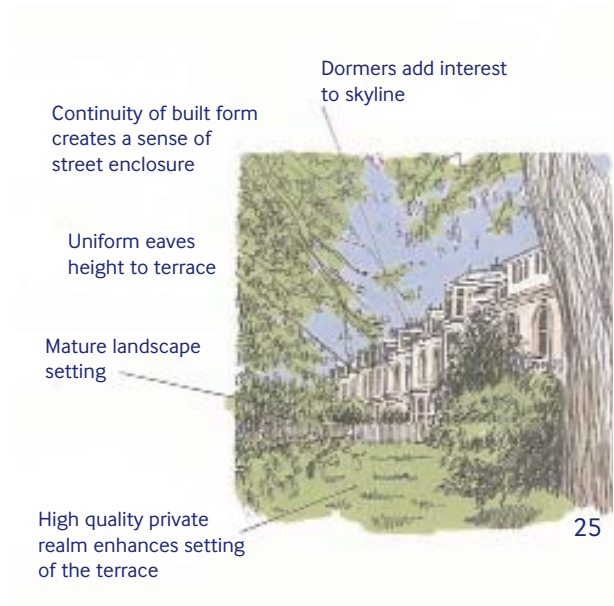 Dormers add interest
to skyline
Continuity of built form
creates a sense of
street enclosure
Uniform eaves
height to terrace
Mature landscape
setting
High quality private
realm enhances setting
of the terrace
25